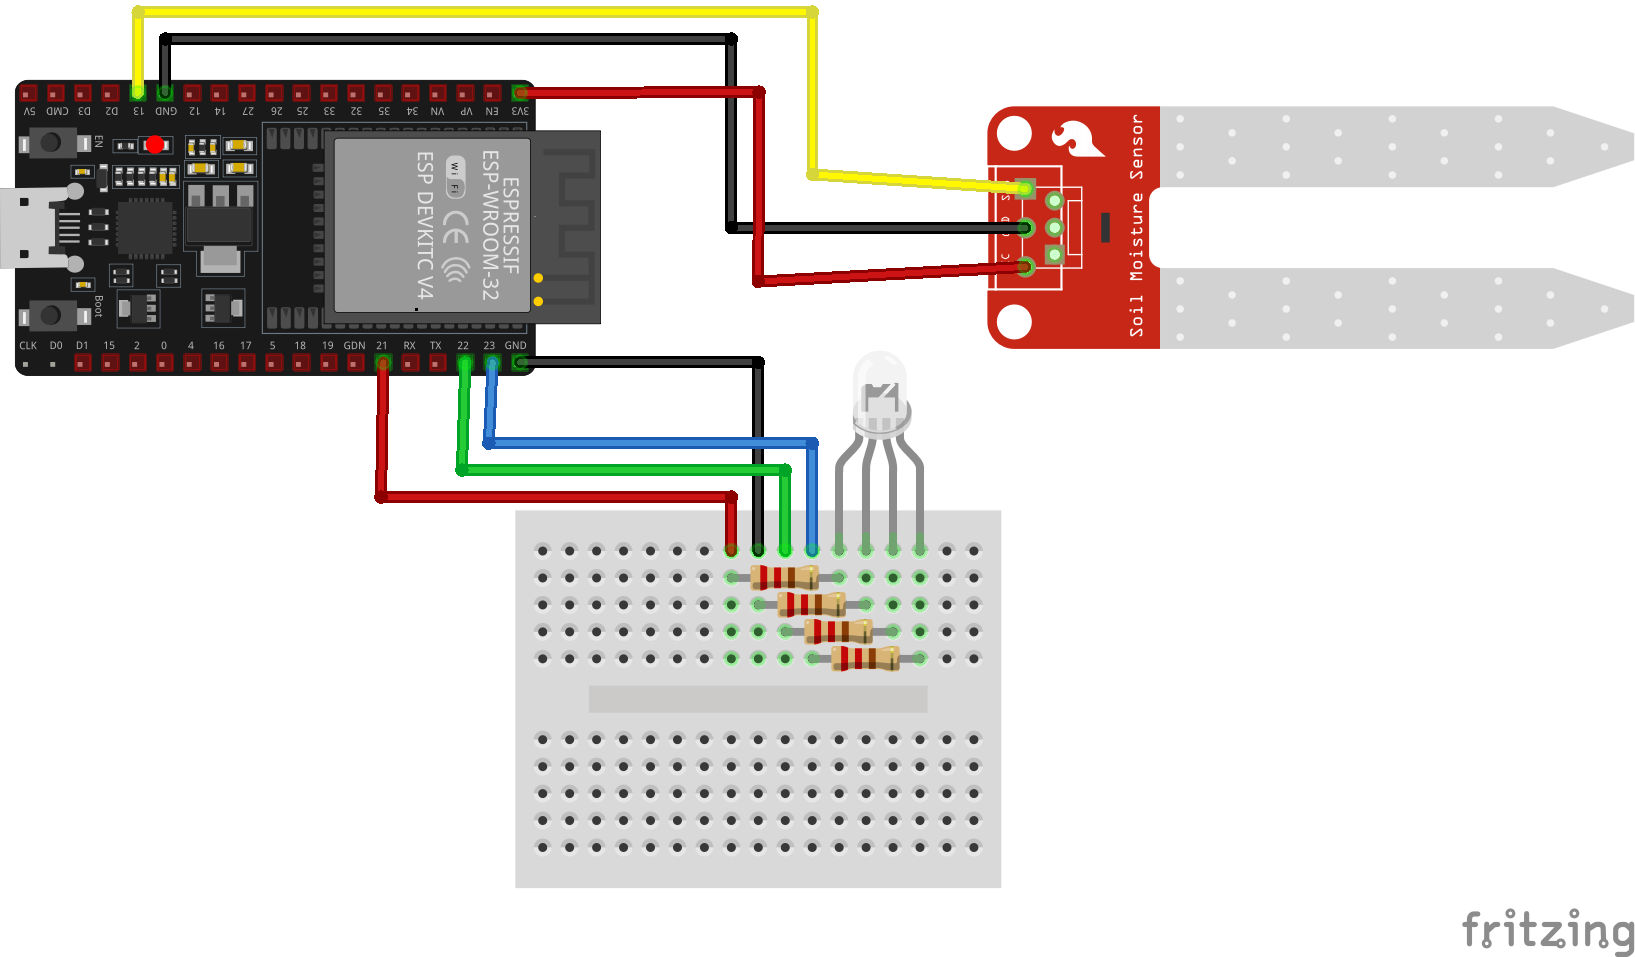 5V CMD D3 D2 13 GND 12 14 27 26 25 33 32 35 34 VN VP EN 3V3
EN
ESPRESSIF
ESP-WROOM-32
Wi Fi
CE
ESP DEVKITC V4
Boot
CLK D0 D1 15 2 0 4 16 17 5 18 19 GDN 21 RX TX 22 23 GND
Soil Moisture Sensor
fritzing